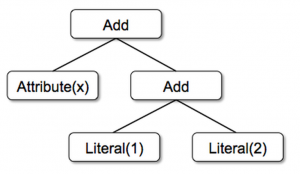 Add
Attribute(x)
Add
Literal(1)
Literal(2)